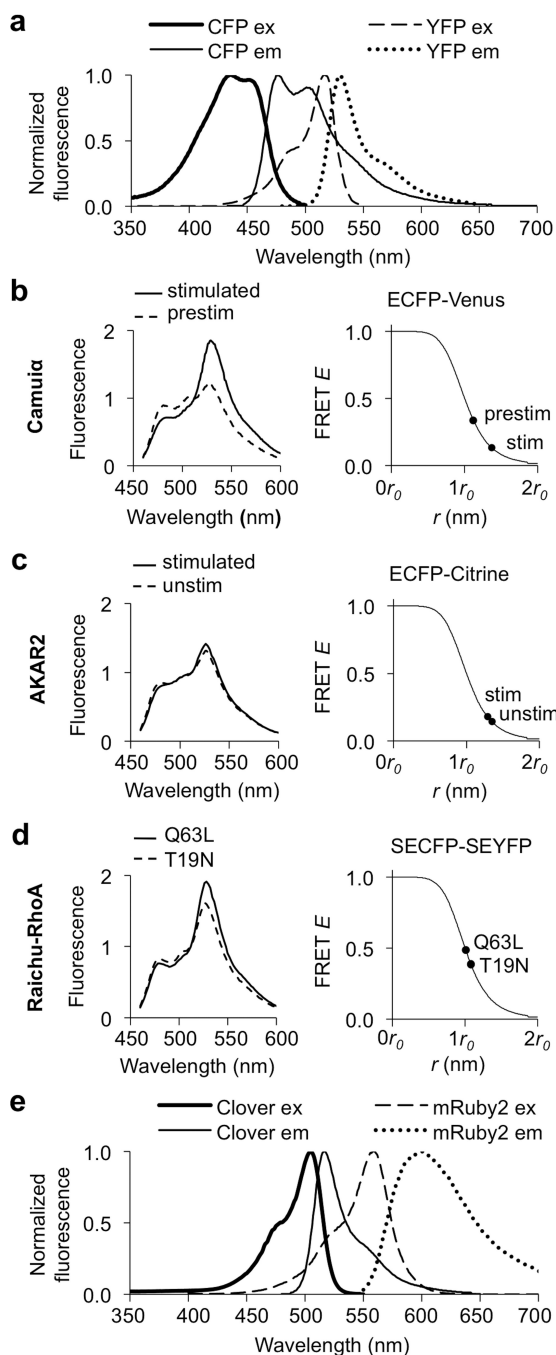 a
CFP ex
YFP ex
CFP em
YFP em
Normalized
fluorescence
1.0
0.5
0.0
350 400 450 500 550 600 650 700
Wavelength (nm)
b
stimulated
prestim
ECFP-Venus
Camuiα
Fluorescence
2
1
0
450 500 550 600
Wavelength (nm)
FRET E
1.0
0.5
0.0
prestim
stim
0r0 1r0 2r0
r (nm)
c
stimulated
unstim
ECFP-Citrine
AKAR2
Fluorescence
2
1
0
450 500 550 600
Wavelength (nm)
FRET E
1.0
0.5
0.0
stim
unstim
0r0 1r0 2r0
r (nm)
d
Q63L
T19N
SECFP-SEYFP
Raichu-RhoA
Fluorescence
2
1
0
450 500 550 600
Wavelength (nm)
FRET E
1.0
0.5
0.0
Q63L
T19N
0r0 1r0 2r0
r (nm)
e
Clover ex
mRuby2 ex
Clover em
mRuby2 em
Normalized
fluorescence
1.0
0.5
0.0
350 400 450 500 550 600 650 700
Wavelength (nm)